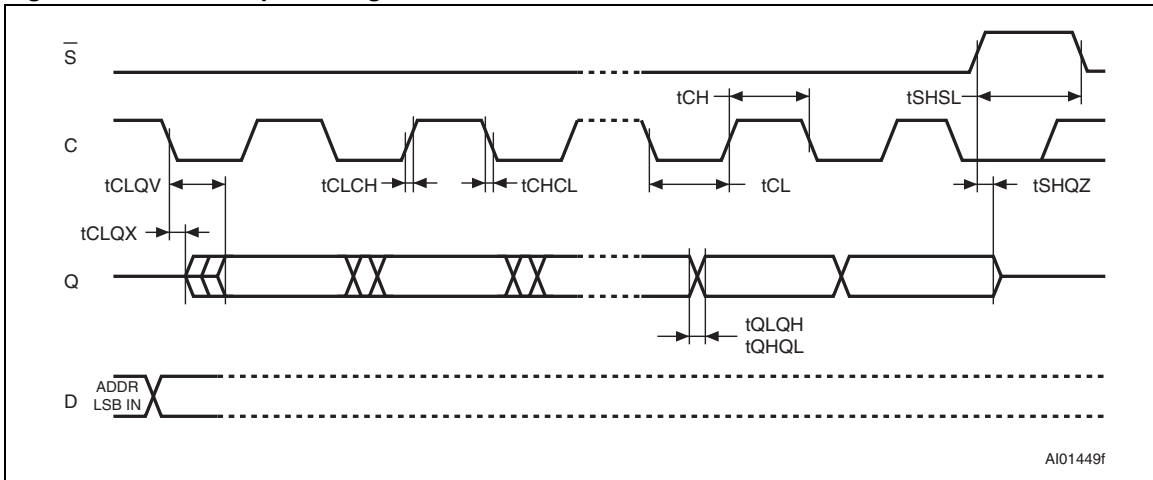 S
tCH
tSHSL
C
tCLQV
tCLCH
tCHCL
tCL
tSHQZ
tCLQX
Q
tQLQH
tQHQL
ADDR
D
LSB IN
AI01449f